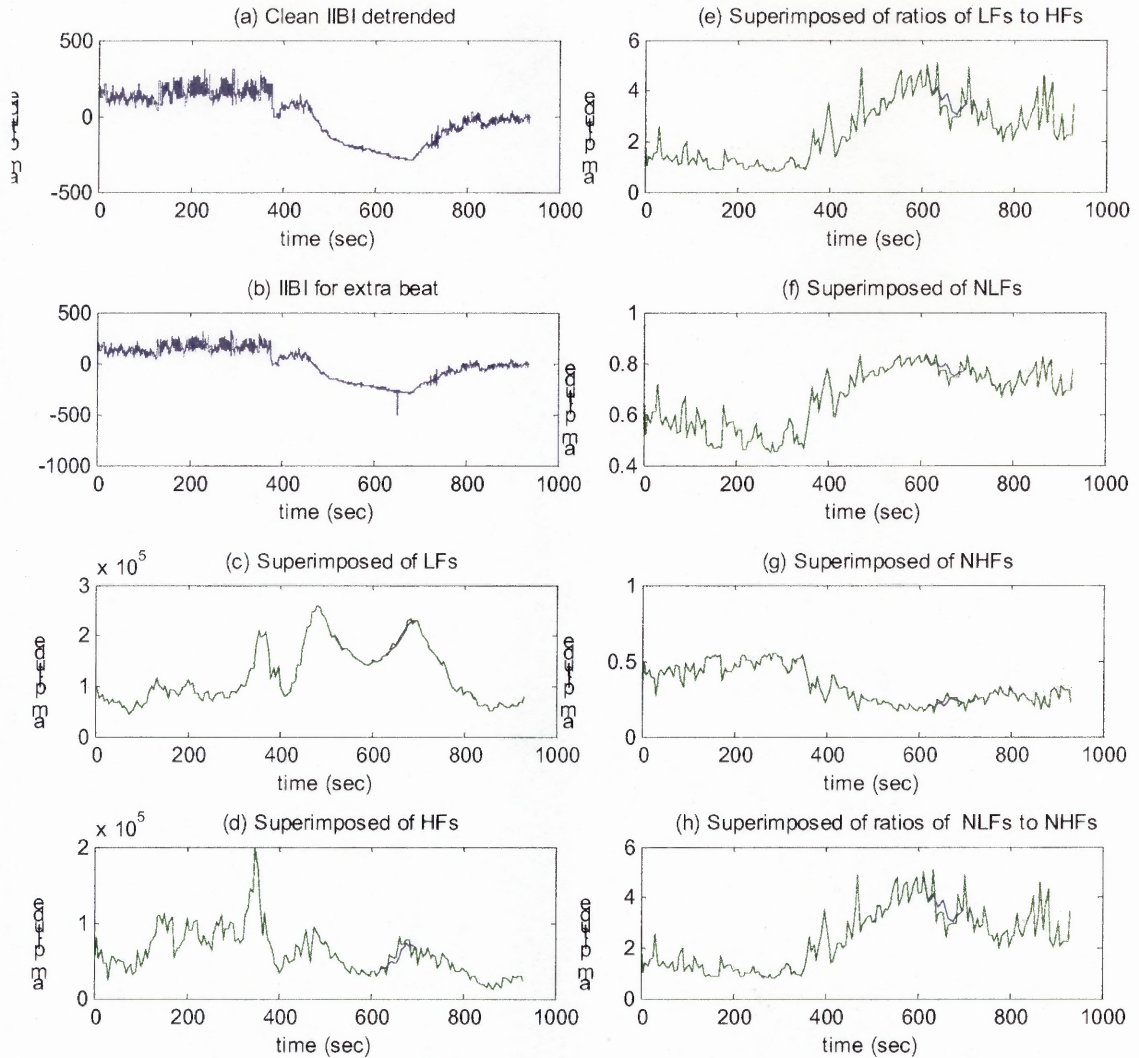 (a) Clean IIBI detrended
500
0
-500
0 200 400 600 800 1000
time (sec)
(b) IIBI for extra beat
500
0
-500
-1000
0 200 400 600 800 1000
time (sec)
(c) Superimposed of LFs
x 10^5
3
2
1
0
0 200 400 600 800 1000
time (sec)
(d) Superimposed of HFs
x 10^5
2
1
0
0 200 400 600 800 1000
time (sec)
(e) Superimposed of ratios of LFs to HFs
6
4
2
0
0 200 400 600 800 1000
time (sec)
(f) Superimposed of NLFs
1
0.8
0.6
0.4
0 200 400 600 800 1000
time (sec)
(g) Superimposed of NHFs
1
0.5
0
0 200 400 600 800 1000
time (sec)
(h) Superimposed of ratios of NLFs to NHFs
6
4
2
0
0 200 400 600 800 1000
time (sec)